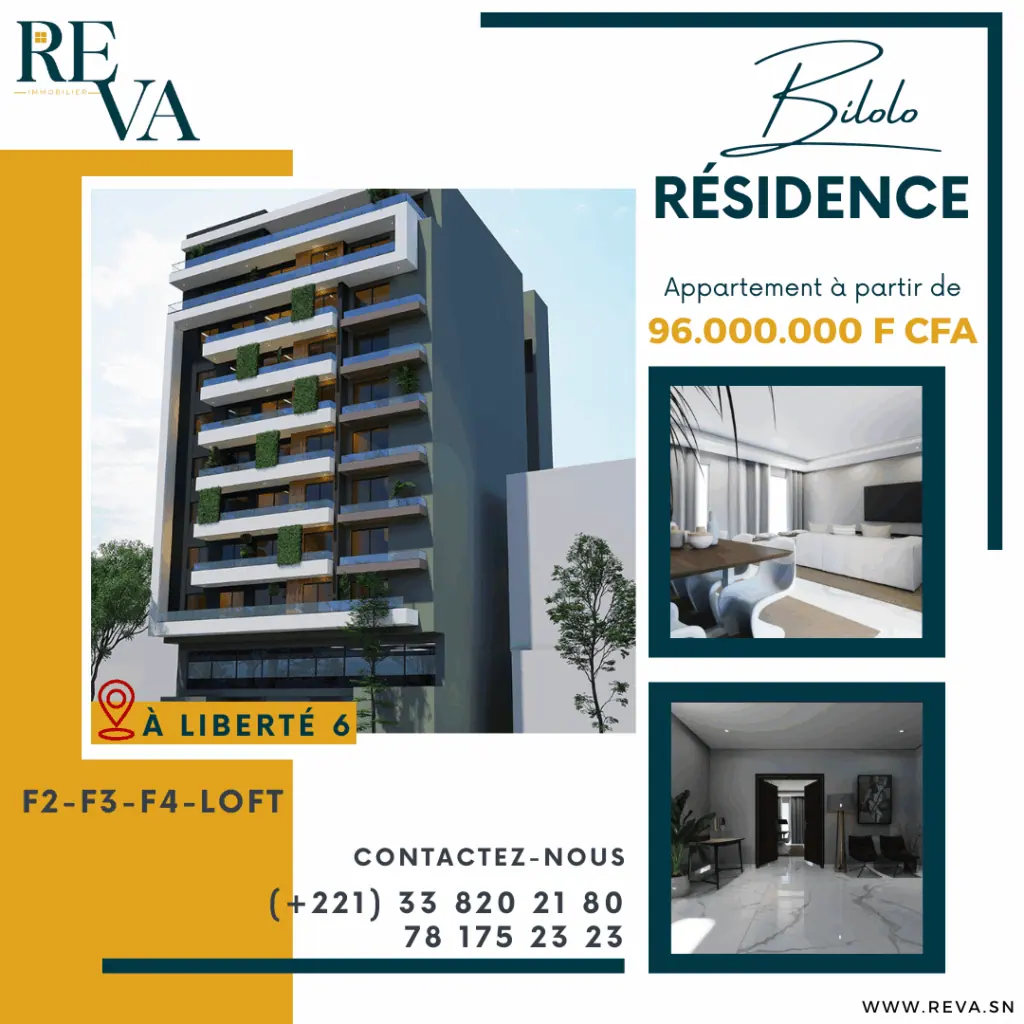 RE
IMMOBILIER
VA
Bilolo
RÉSIDENCE
Appartement à partir de
96.000.000 F CFA
À LIBERTÉ 6
F2-F3-F4-LOFT
CONTACTEZ-NOUS
(+221) 33 820 21 80
78 175 23 23
WWW.REVA.SN